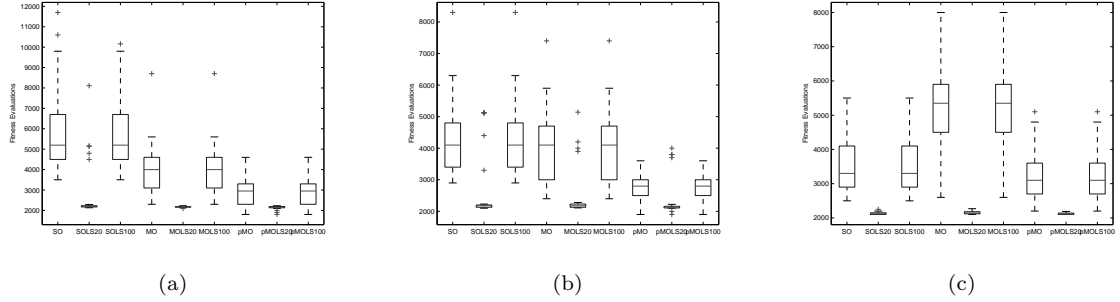 12000
11000
10000
9000
8000
7000
6000
5000
4000
3000
2000
Fitness Evaluations
SO SOLS20 SOLS100 MO MOLS20 MOLS100 pMO pMOLS20 pMOLS100
(a)
8000
7000
6000
5000
4000
3000
2000
Fitness Evaluations
SO SOLS20 SOLS100 MO MOLS20 MOLS100 pMO pMOLS20 pMOLS100
(b)
8000
7000
6000
5000
4000
3000
2000
Fitness Evaluations
SO SOLS20 SOLS100 MO MOLS20 MOLS100 pMO pMOLS20 pMOLS100
(c)